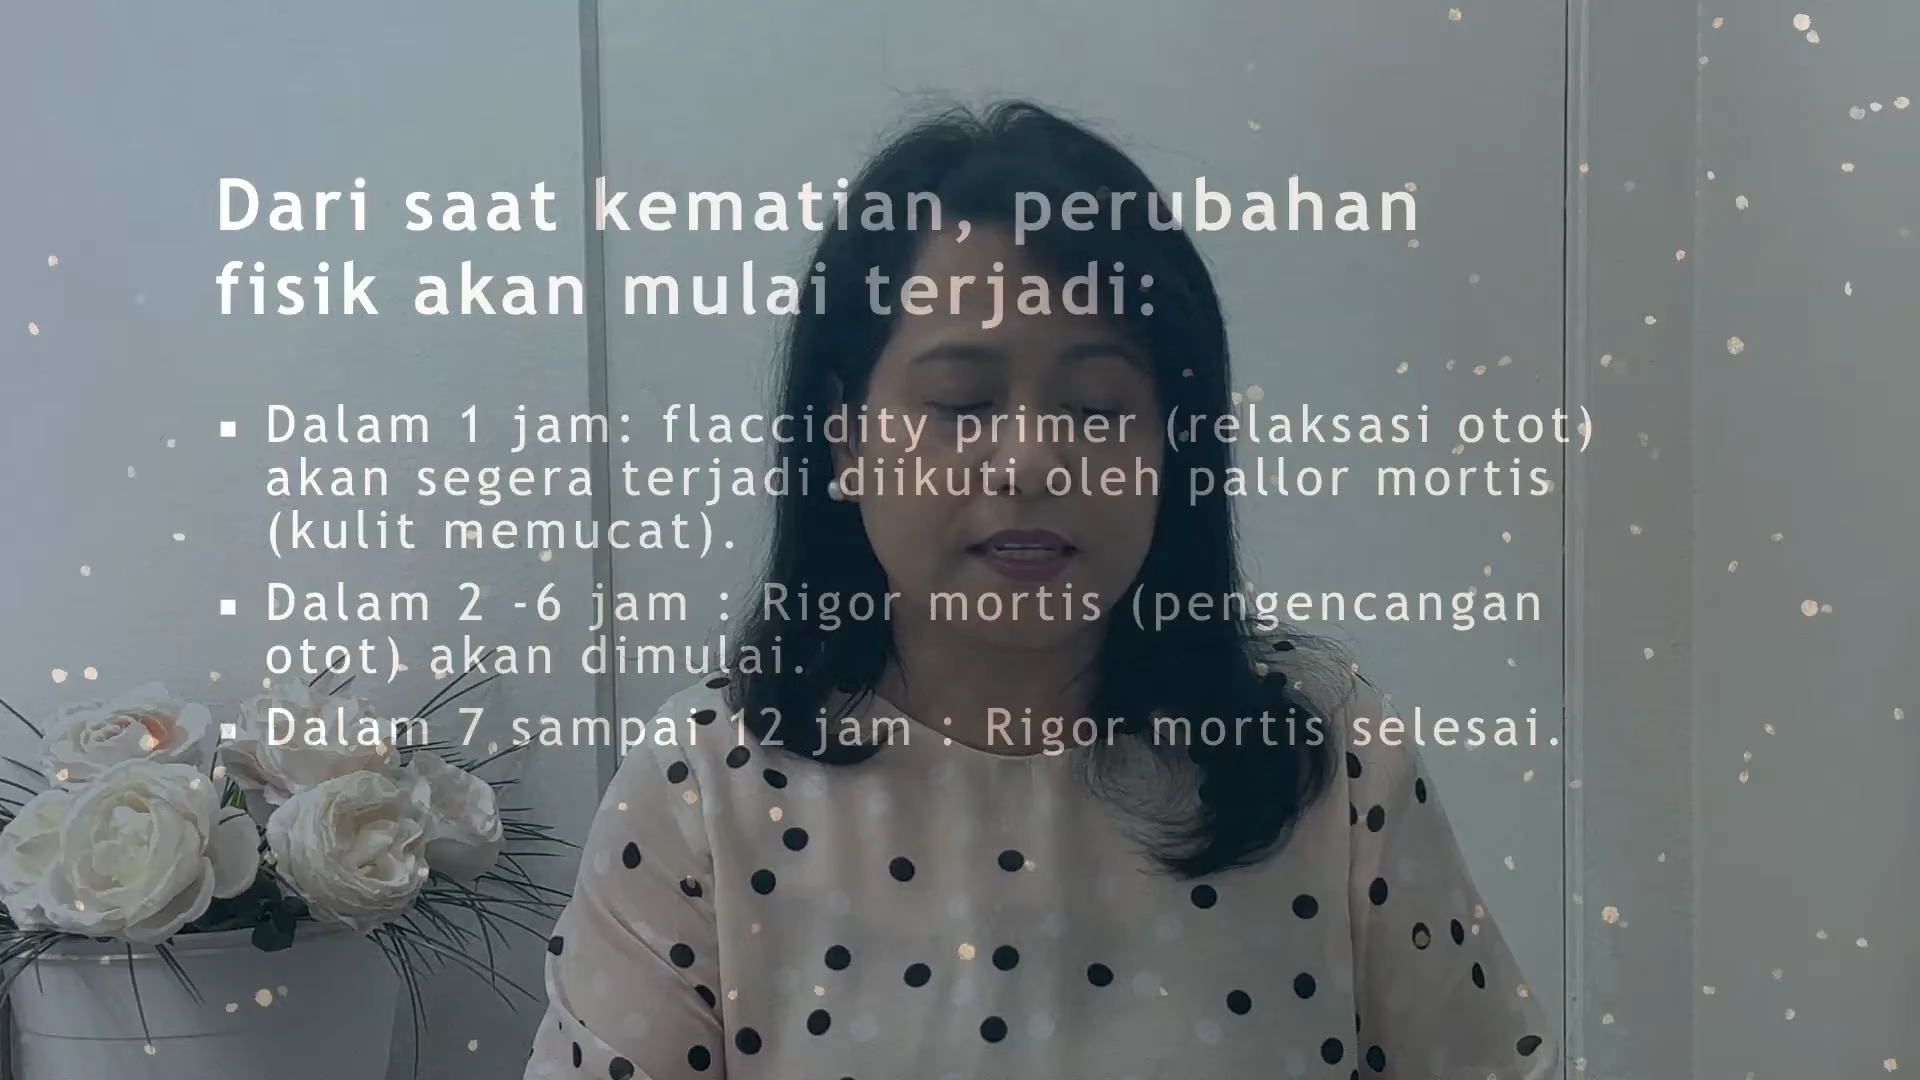 Dari saat kematian, perubahan
fisik akan mulai terjadi:
▪ Dalam 1 jam: flaccidity primer (relaksasi otot)
akan segera terjadi diikuti oleh pallor mortis
(kulit memucat).
▪ Dalam 2 -6 jam : Rigor mortis (pengencangan
otot) akan dimulai.
▪ Dalam 7 sampai 12 jam : Rigor mortis selesai.